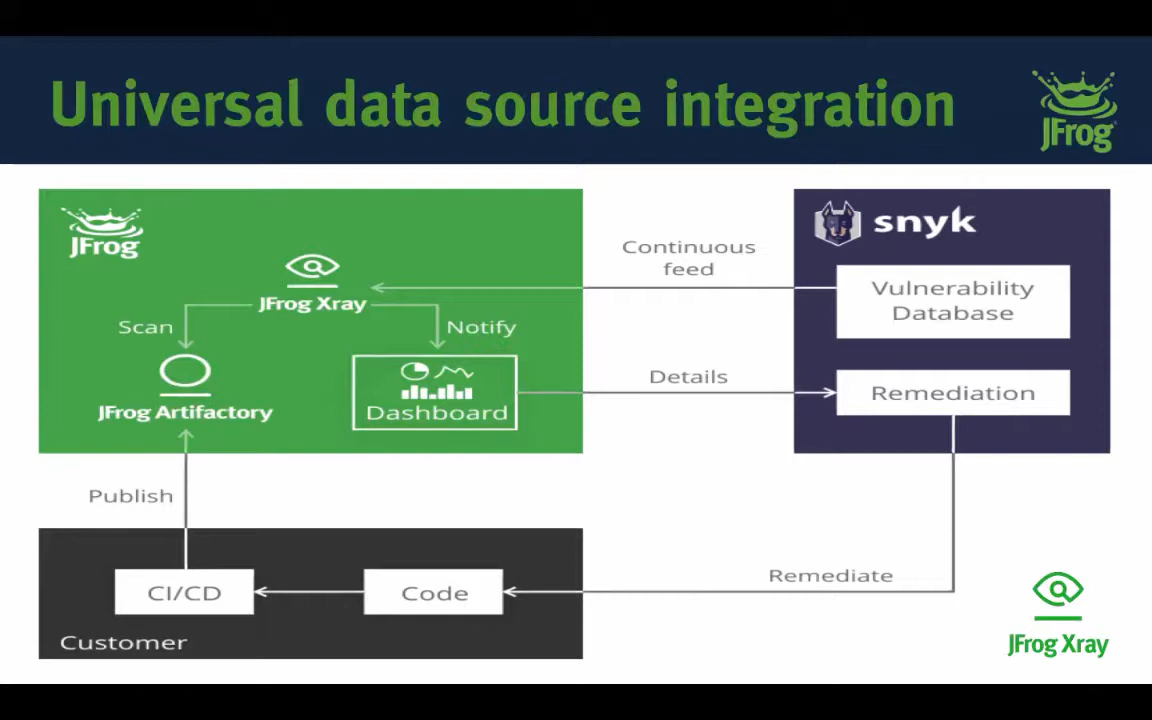 Universal data source integration
JFrog
JFrog
JFrog Xray
Scan
Notify
JFrog Artifactory
Dashboard
Continuous
feed
Details
snyk
Vulnerability
Database
Remediation
Publish
Remediate
CI/CD
Code
Customer
JFrog Xray